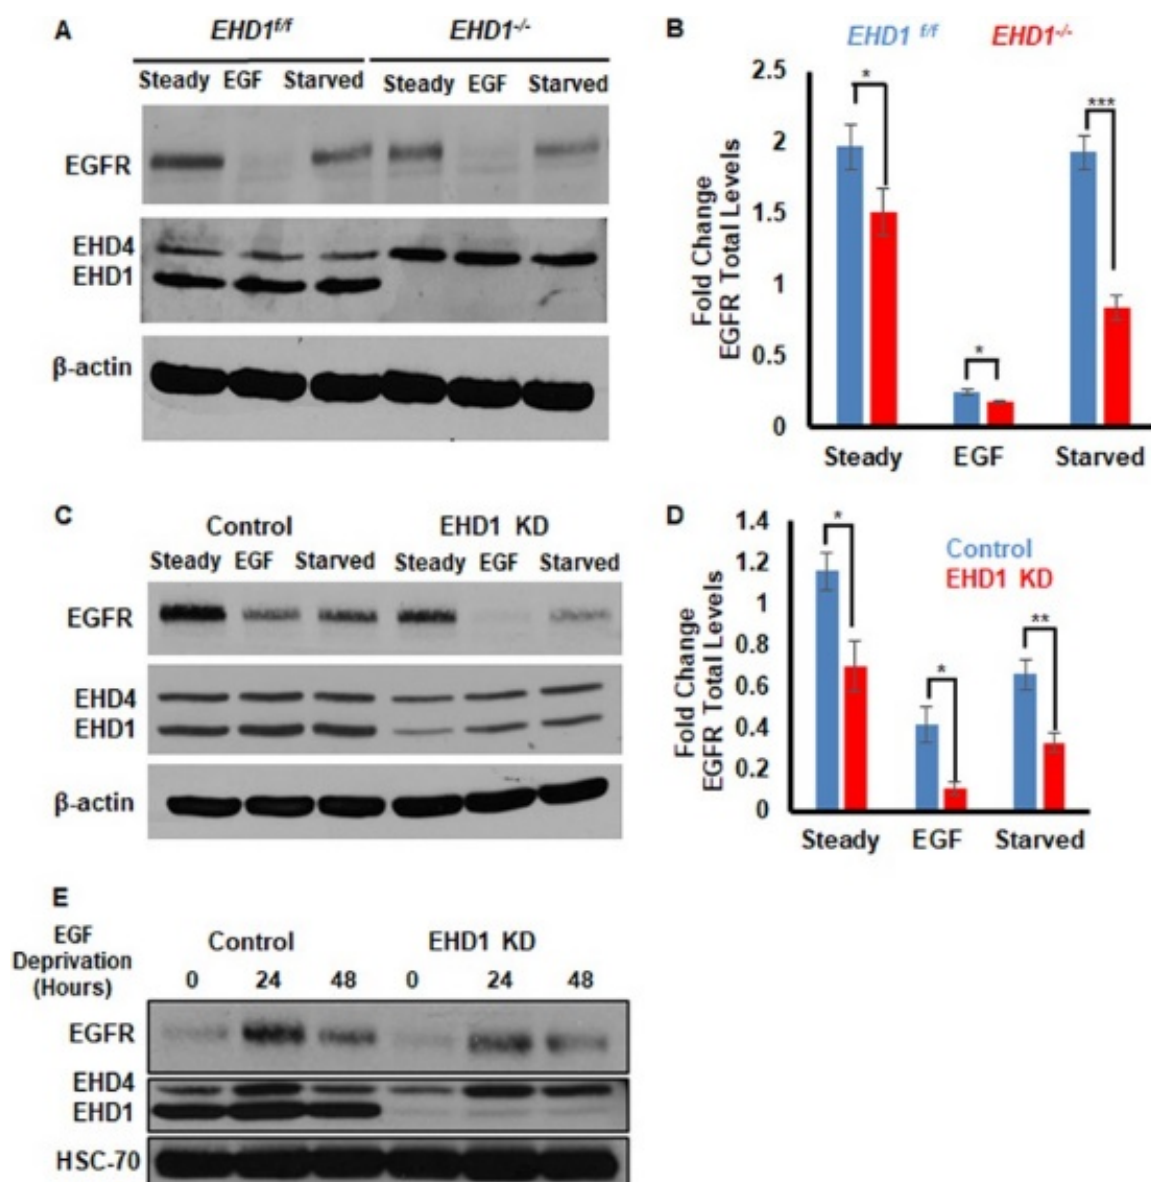 A
EHD1f/f EHD1-/-
Steady EGF Starved Steady EGF Starved
EGFR
EHD4
EHD1
β-actin
B
EHD1 f/f EHD1-/-
Fold Change
EGFR Total Levels
2.5
2
1.5
1
0.5
0
*
*
***
Steady EGF Starved
C
Control EHD1 KD
Steady EGF Starved Steady EGF Starved
EGFR
EHD4
EHD1
β-actin
D
Control
EHD1 KD
Fold Change
EGFR Total Levels
1.4
1.2
1
0.8
0.6
0.4
0.2
0
*
*
**
Steady EGF Starved
E
EGF
Deprivation
(Hours)
Control EHD1 KD
0 24 48 0 24 48
EGFR
EHD4
EHD1
HSC-70